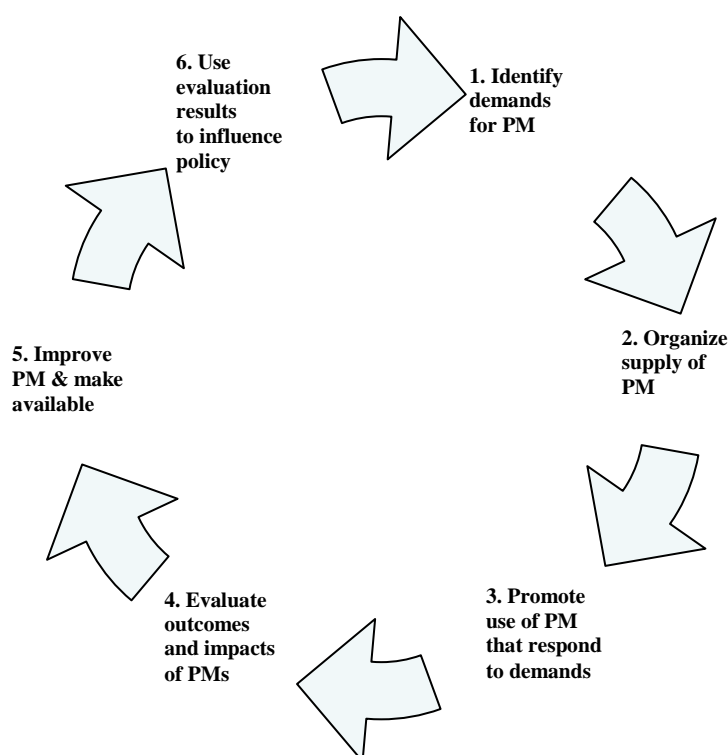 1. Identify
demands
for PM
2. Organize
supply of
PM
3. Promote
use of PM
that respond
to demands
4. Evaluate
outcomes
and impacts
of PMs
5. Improve
PM & make
available
6. Use
evaluation
results
to influence
policy